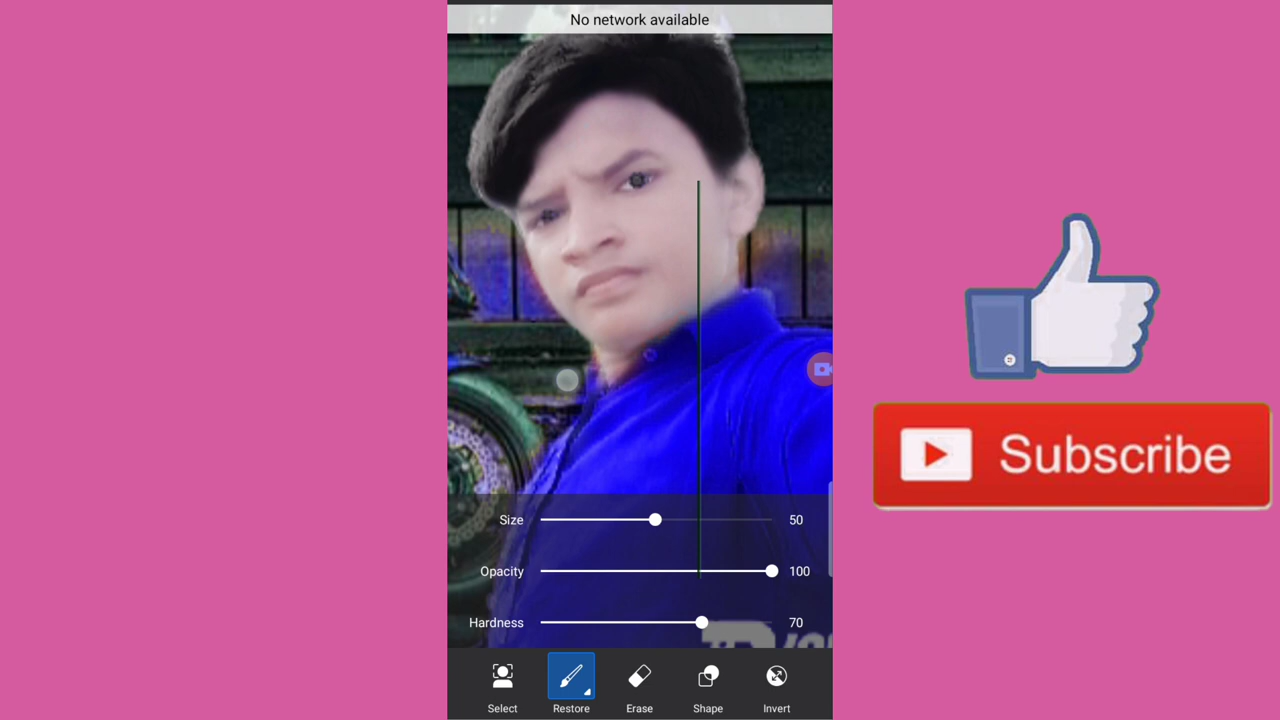 No network available
Subscribe
Size 50
Opacity 100
Hardness 70
Select Restore Erase Shape Invert